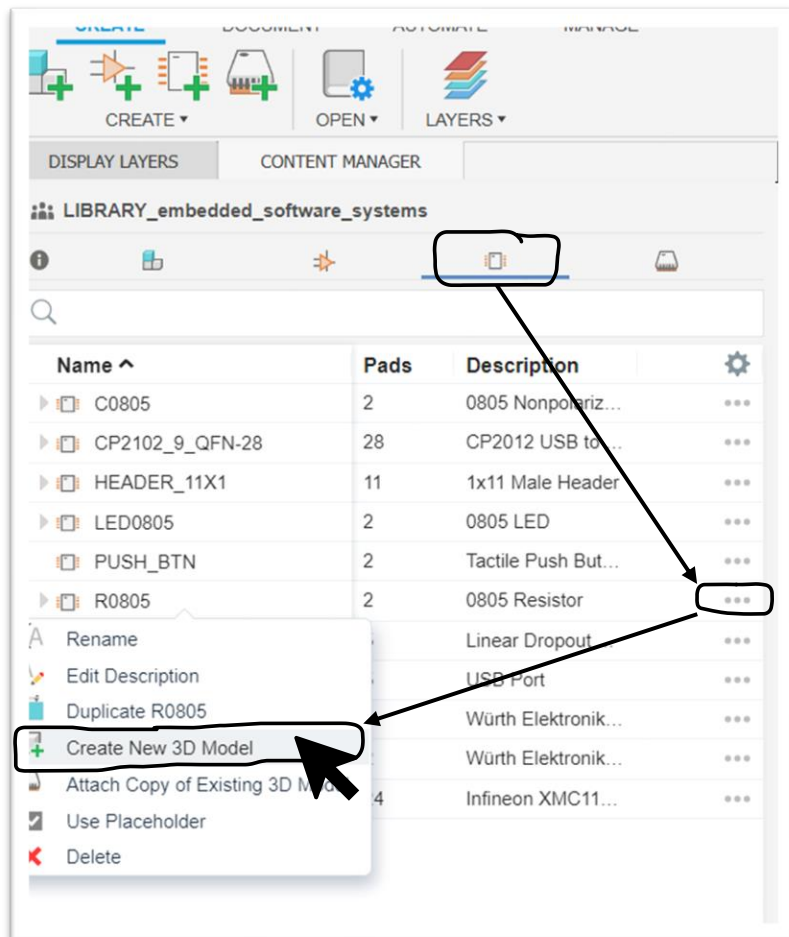 CREATE DOCUMENT AUTOMATE MANAGE
CREATE ▾ OPEN ▾ LAYERS ▾
DISPLAY LAYERS CONTENT MANAGER
LIBRARY_embedded_software_systems
Name Pads Description
C0805 2 0805 Nonpolariz...
CP2102_9_QFN-28 28 CP2012 USB to ...
HEADER_11X1 11 1x11 Male Header
LED0805 2 0805 LED
PUSH_BTN 2 Tactile Push But...
R0805 2 0805 Resistor
Rename
Linear Dropout ...
Edit Description
USB Port
Duplicate R0805
Würth Elektronik...
Create New 3D Model
Würth Elektronik...
Attach Copy of Existing 3D
Infineon XMC11...
Use Placeholder
Delete